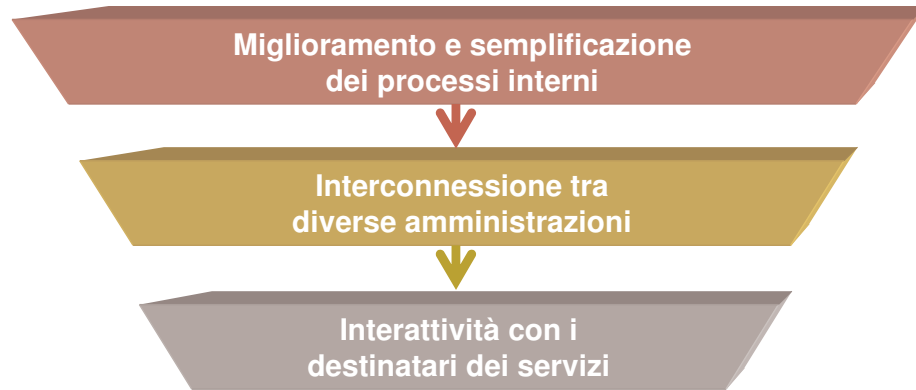 Miglioramento e semplificazione
dei processi interni
Interconnessione tra
diverse amministrazioni
Interattività con i
destinatari dei servizi